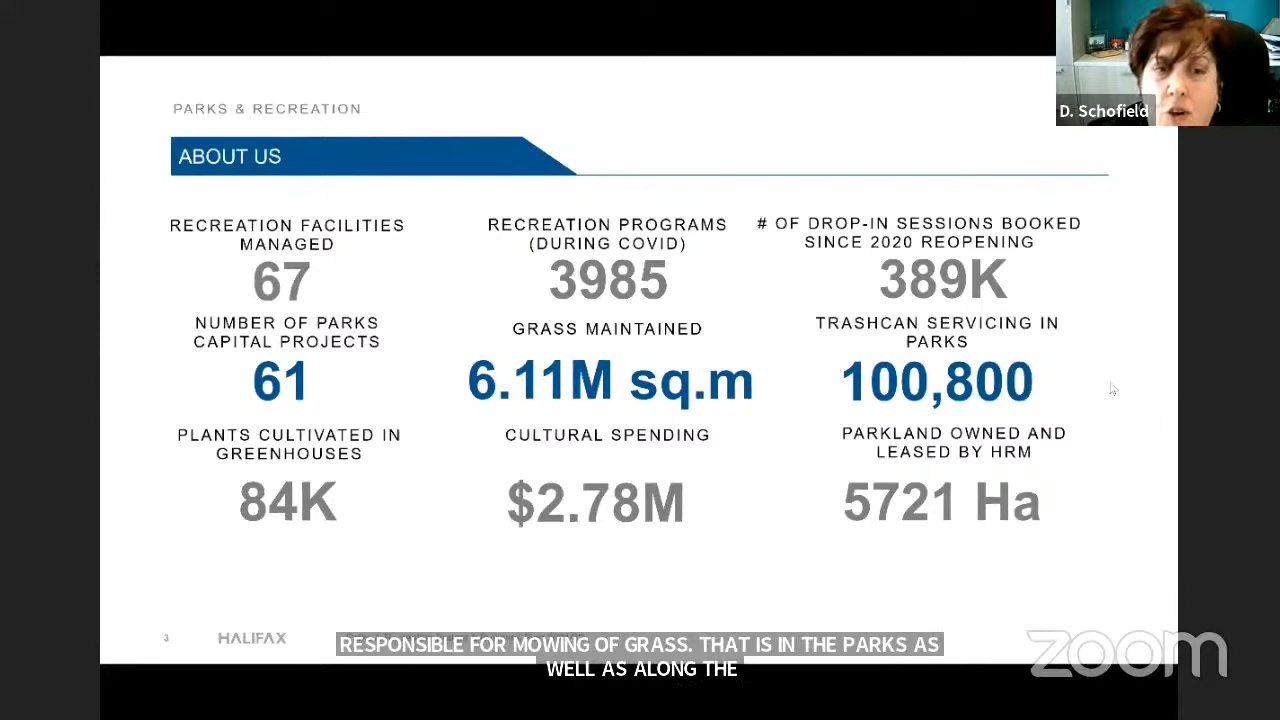 D. Schofield
PARKS & RECREATION
ABOUT US
RECREATION FACILITIES
MANAGED
67
RECREATION PROGRAMS
(DURING COVID)
3985
# OF DROP-IN SESSIONS BOOKED
SINCE 2020 REOPENING
389K
NUMBER OF PARKS
CAPITAL PROJECTS
61
GRASS MAINTAINED
6.11M sq.m
TRASHCAN SERVICING IN
PARKS
100,800
PLANTS CULTIVATED IN
GREENHOUSES
84K
CULTURAL SPENDING
$2.78M
PARKLAND OWNED AND
LEASED BY HRM
5721 Ha
3
HALIFAX
RESPONSIBLE FOR MOWING OF GRASS. THAT IS IN THE PARKS AS
WELL AS ALONG THE
zoom